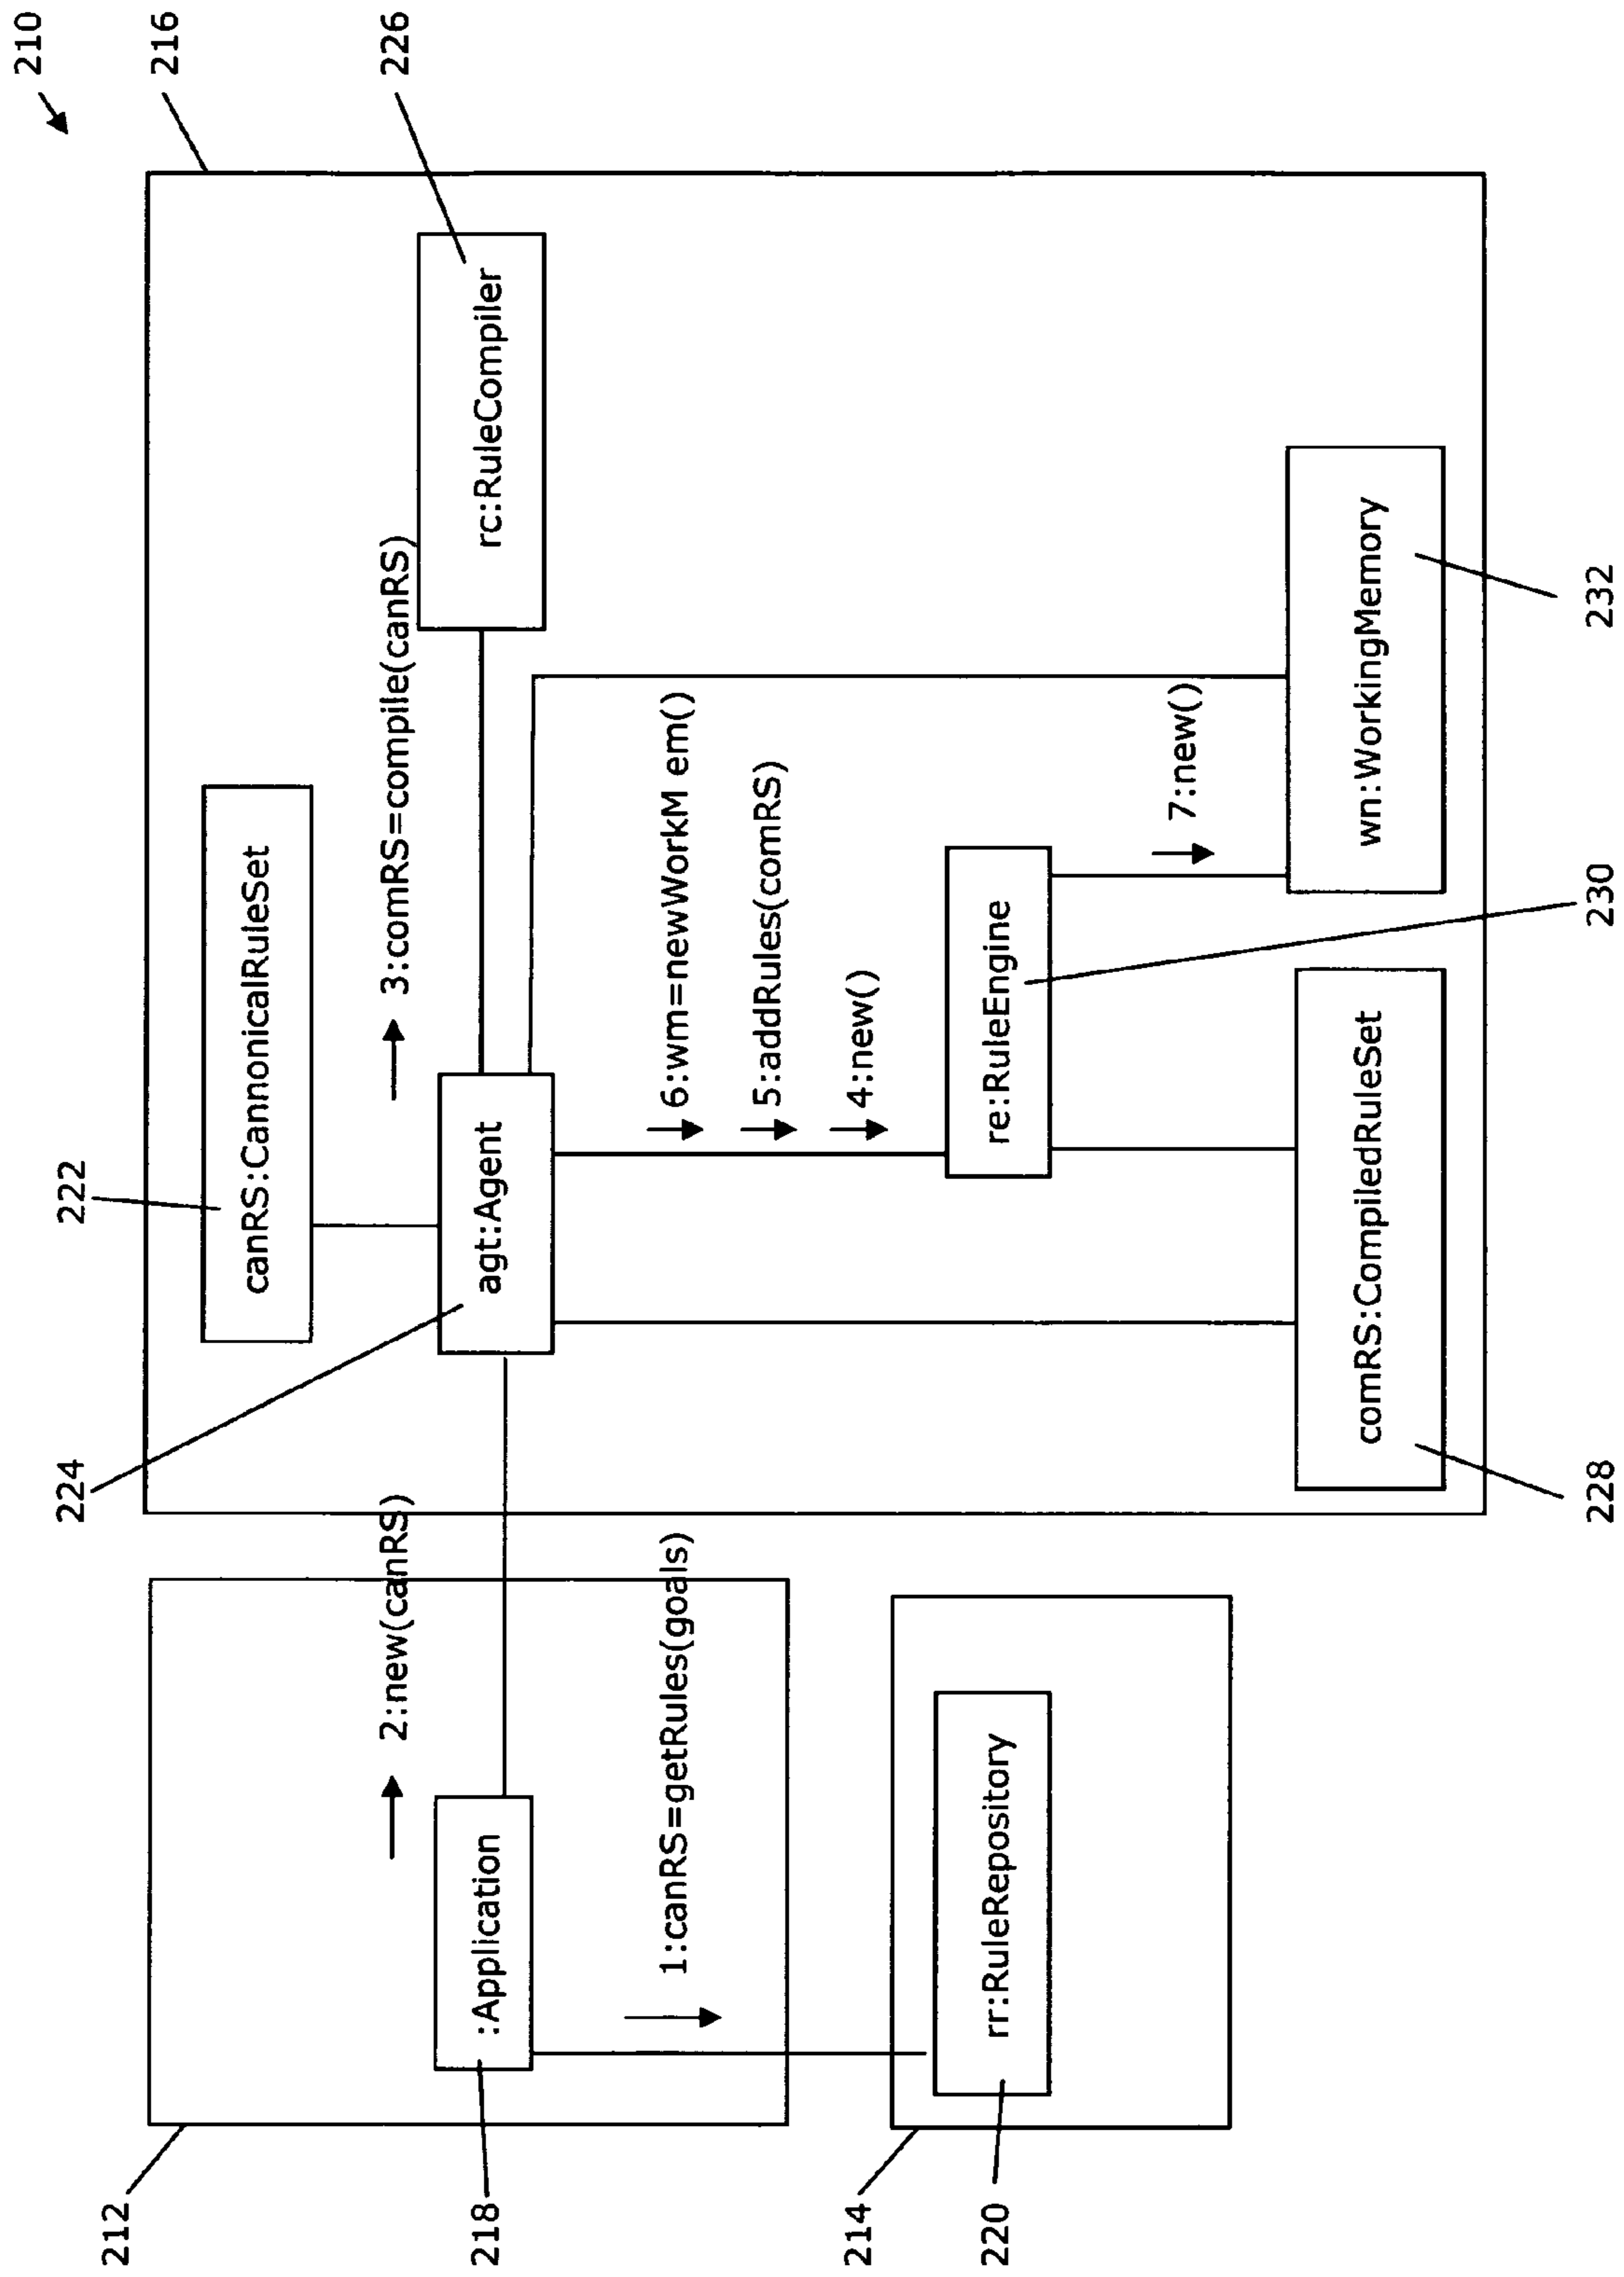 210
216
226
222
224
canRS:CannonicalRuleSet
3:comRS=compile(canRS)
rc:RuleCompiler
agt:Agent
2:new(canRS)
212
:Application
218
1:canRS=getRules(goals)
6:wm=newWorkM em()
5:addRules(comRS)
4:new()
re:RuleEngine
7:new()
214
rr:RuleRepository
220
comRS:CompiledRuleSet
wn:WorkingMemory
228
230
232